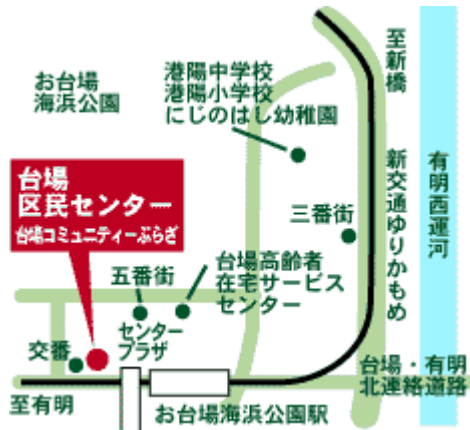 至新橋
港陽中学校
港陽小学校
にじのはし幼稚園
お台場
海浜公園
新交通ゆりかもめ
有明西運河
台場
区民センター
台場コミュニティーぷらざ
三番街
五番街
台場高齢者
在宅サービス
センター
センター
プラザ
交番
台場・有明
北連絡道路
至有明
お台場海浜公園駅